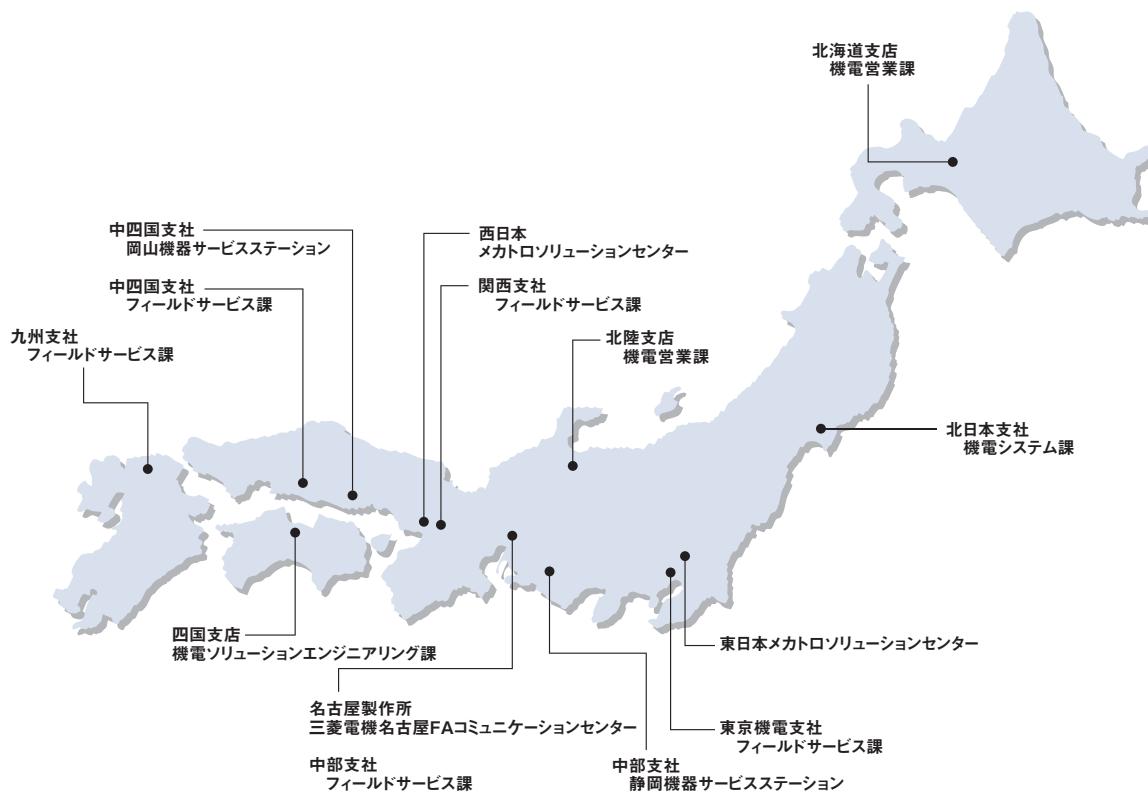 北海道支店
機電営業課
中四国支社
岡山機器サービスステーション
西日本
メカトロソリューションセンター
中四国支社
フィールドサービス課
関西支社
フィールドサービス課
九州支社
フィールドサービス課
北陸支店
機電営業課
北日本支社
機電システム課
四国支店
機電ソリューションエンジニアリング課
東日本メカトロソリューションセンター
名古屋製作所
三菱電機名古屋FAコミュニケーションセンター
東京機電支社
フィールドサービス課
中部支社
フィールドサービス課
中部支社
静岡機器サービスステーション